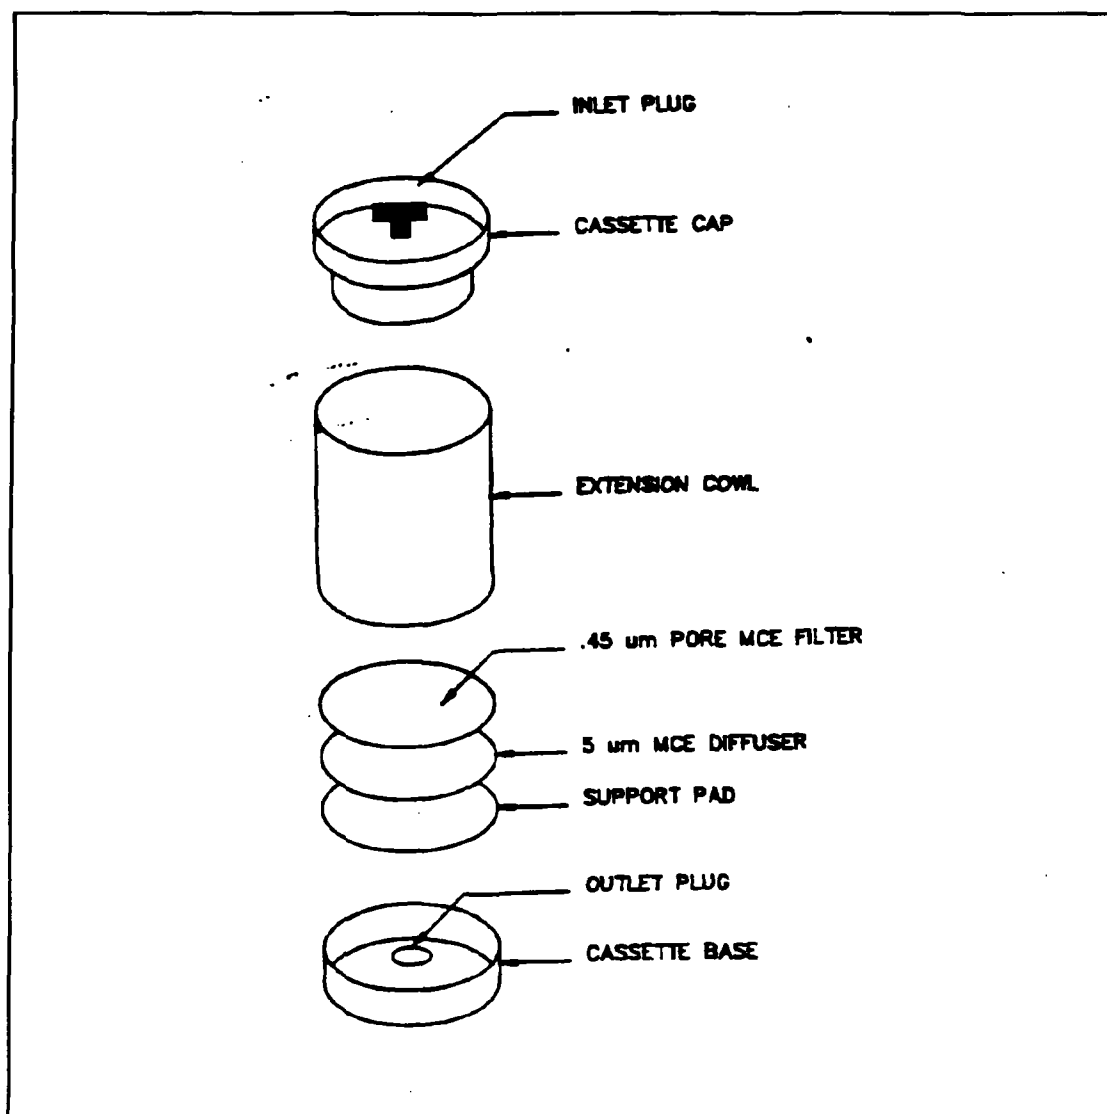 INLET PLUG
CASSETTE CAP
EXTENSION COWL
.45 um PORE MCE FILTER
5 um MCE DIFFUSER
SUPPORT PAD
OUTLET PLUG
CASSETTE BASE